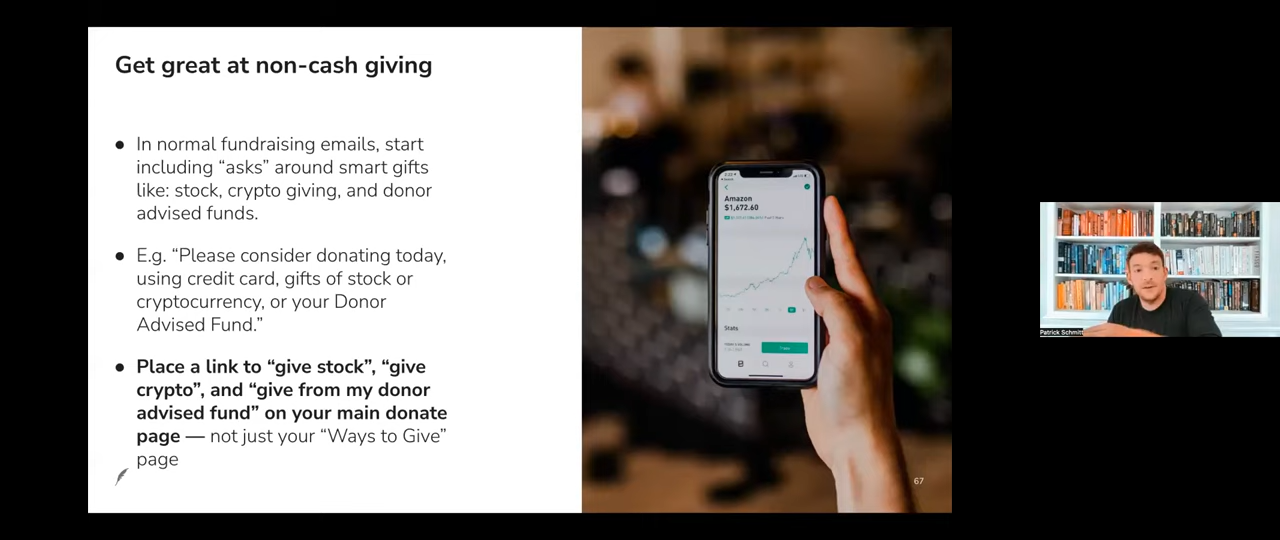 Get great at non-cash giving
● In normal fundraising emails, start
including “asks” around smart gifts
like: stock, crypto giving, and donor
advised funds.
● E.g. “Please consider donating today,
using credit card, gifts of stock or
cryptocurrency, or your Donor
Advised Fund.”
● Place a link to “give stock”, “give
crypto”, and “give from my donor
advised fund” on your main donate
page — not just your “Ways to Give”
page
Amazon
$1,672.60
Stats
Trade
67
Patrick Schmitt